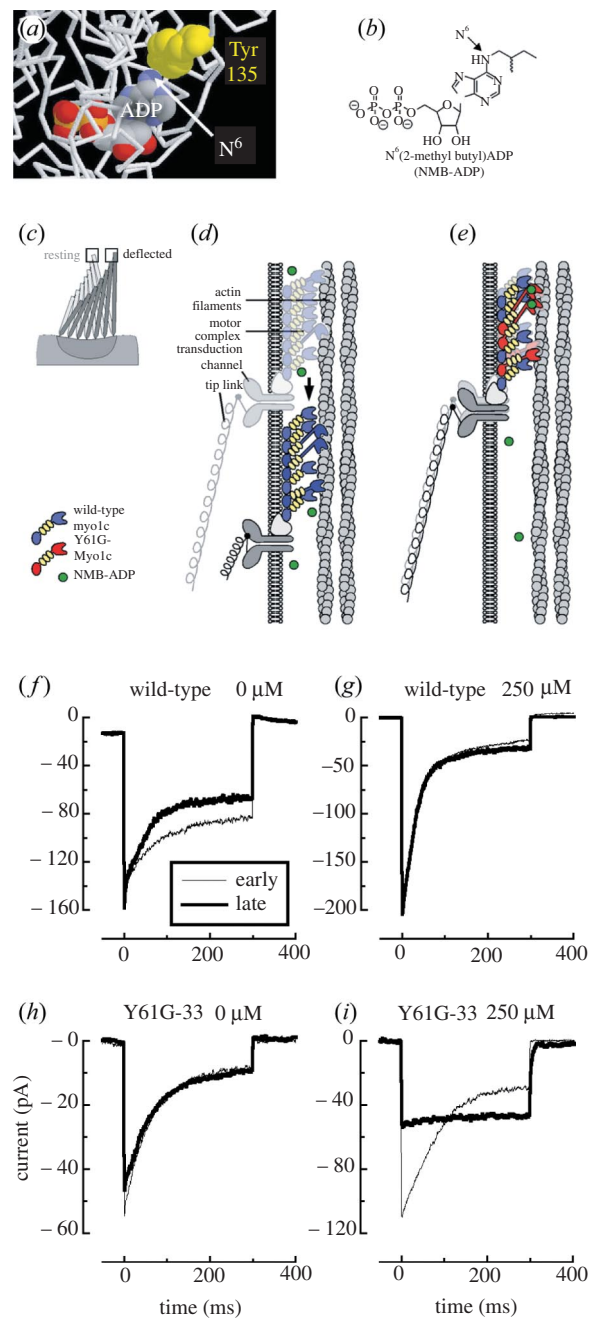 (a)
Tyr
135
ADP
N6
(b)
N6
HN
N
N
N
N
O
O
O
P
O
P
O
O
O
O
HO
OH
N6(2-methyl butyl)ADP
(NMB-ADP)
(c)
resting
deflected
(d)
actin
filaments
motor
complex
transduction
channel
tip link
(e)
wild-type
myo1c
Y61G-
Myo1c
NMB-ADP
(f)
wild-type 0 μM
0
– 40
– 80
– 120
– 160
early
late
0 200 400
(g)
wild-type 250 μM
0
–50
–100
–150
–200
0 200 400
(h)
Y61G-33 0 μM
– 0
– 20
– 40
– 60
current (pA)
0 200 400
time (ms)
(i)
Y61G-33 250 μM
0
– 40
– 80
– 120
0 200 400
time (ms)